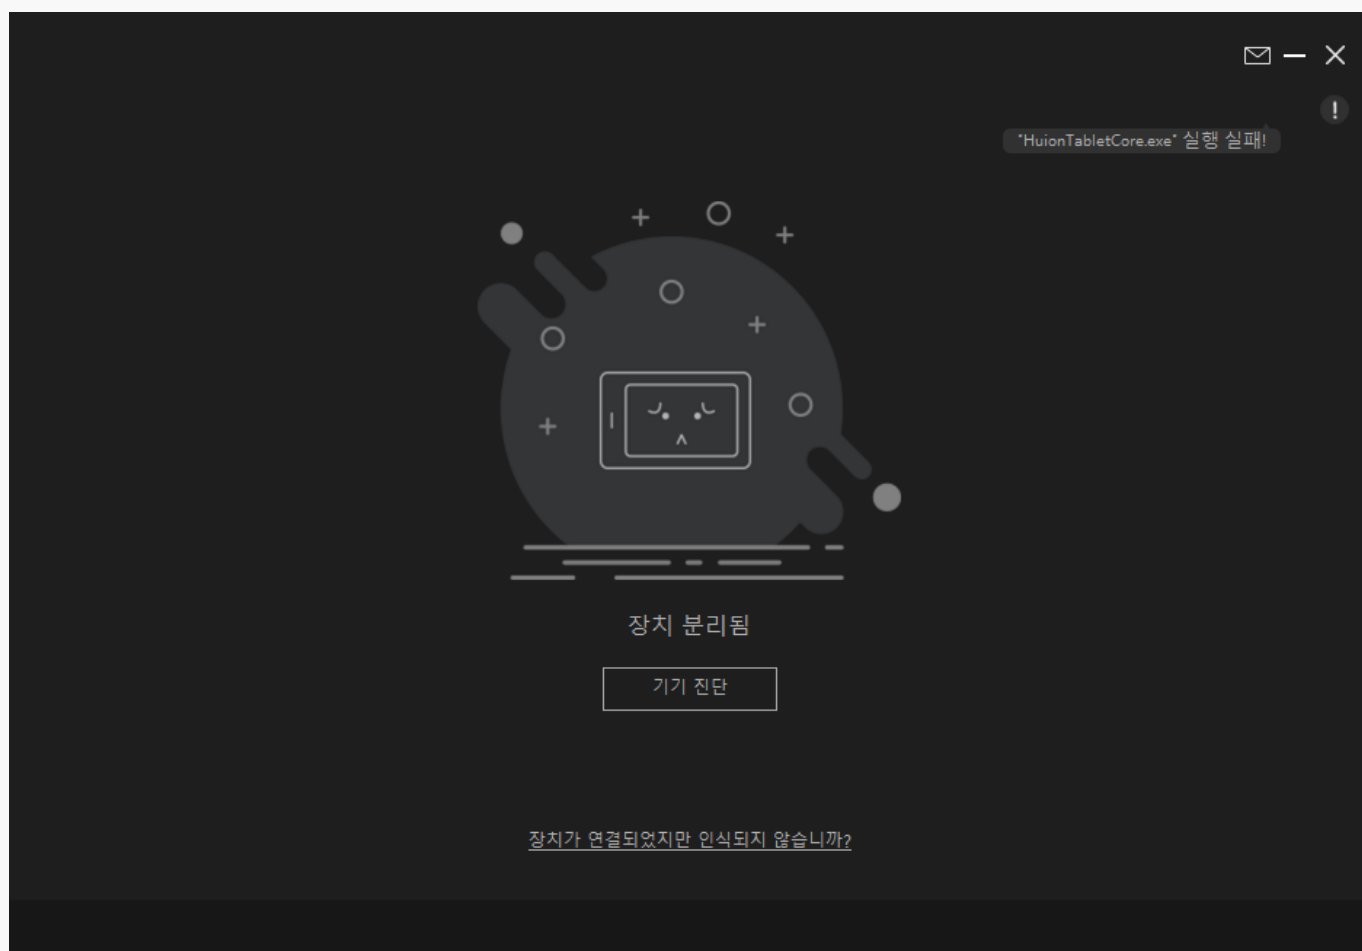 "HuionTabletCore.exe" 실행 실패!
장치 분리됨
기기 진단
장치가 연결되었지만 인식되지 않습니까?